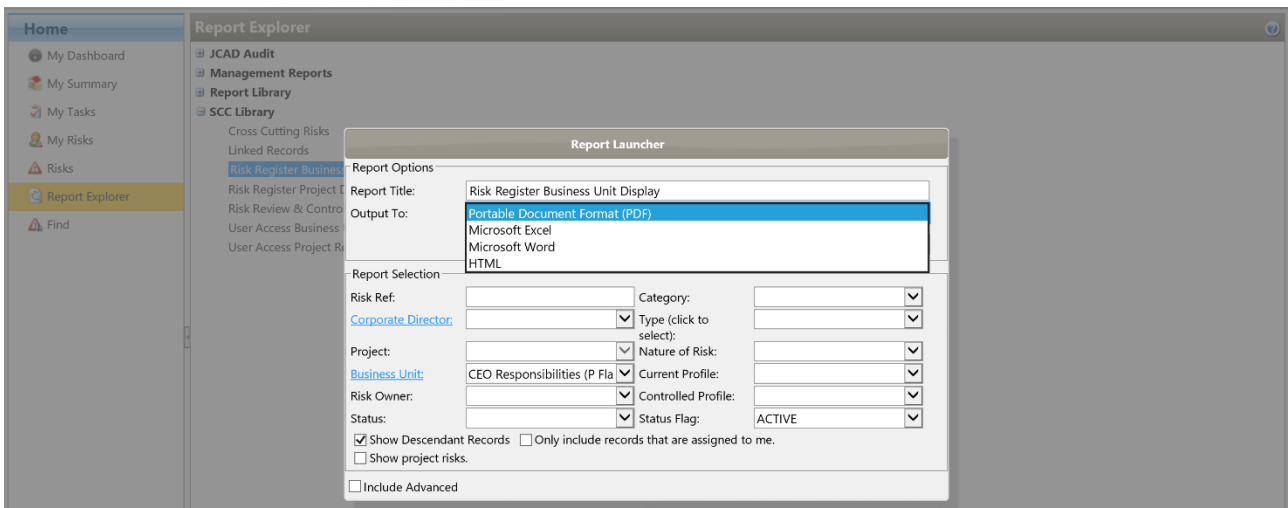 Home
My Dashboard
My Summary
My Tasks
My Risks
Risks
Report Explorer
Find
Report Explorer
JCAD Audit
Management Reports
Report Library
SCC Library
Cross Cutting Risks
Linked Records
Risk Register Business
Risk Register Project
Risk Review & Contro
User Access Business
User Access Project R
Report Launcher
Report Options
Report Title: Risk Register Business Unit Display
Output To: Portable Document Format (PDF)
Microsoft Excel
Microsoft Word
HTML
Report Selection
Risk Ref: Category:
Corporate Director: Type (click to
select):
Project: Nature of Risk:
Business Unit: CEO Responsibilities (P Fla Current Profile:
Risk Owner: Controlled Profile:
Status: Status Flag: ACTIVE
Show Descendant Records Only include records that are assigned to me.
Show project risks.
Include Advanced